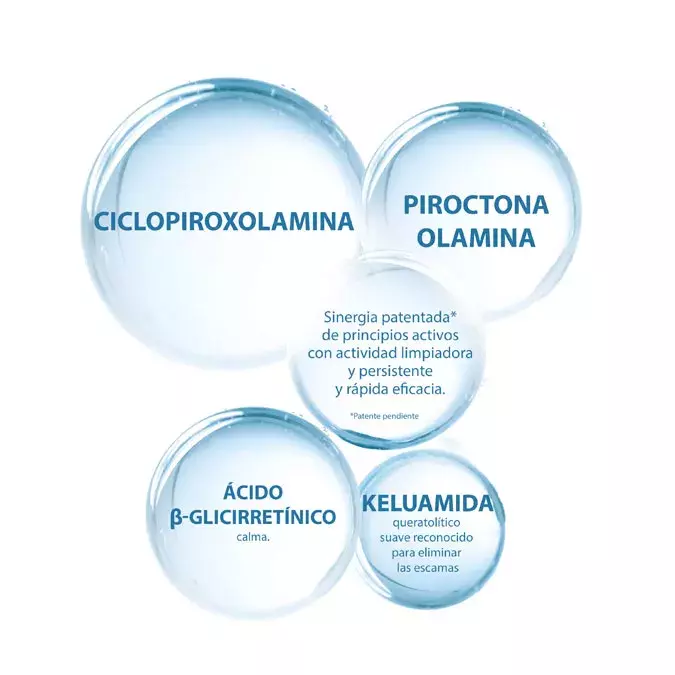 CICLOPIROXOLAMINA
PIROCTONA
OLAMINA
Sinergia patentada*
de principios activos
con actividad limpiadora
y persistente
y rápida eficacia.
*Patente pendiente
ÁCIDO
β-GLICIRRETÍNICO
calma.
KELUAMIDA
queratolítico
suave reconocido
para eliminar
las escamas